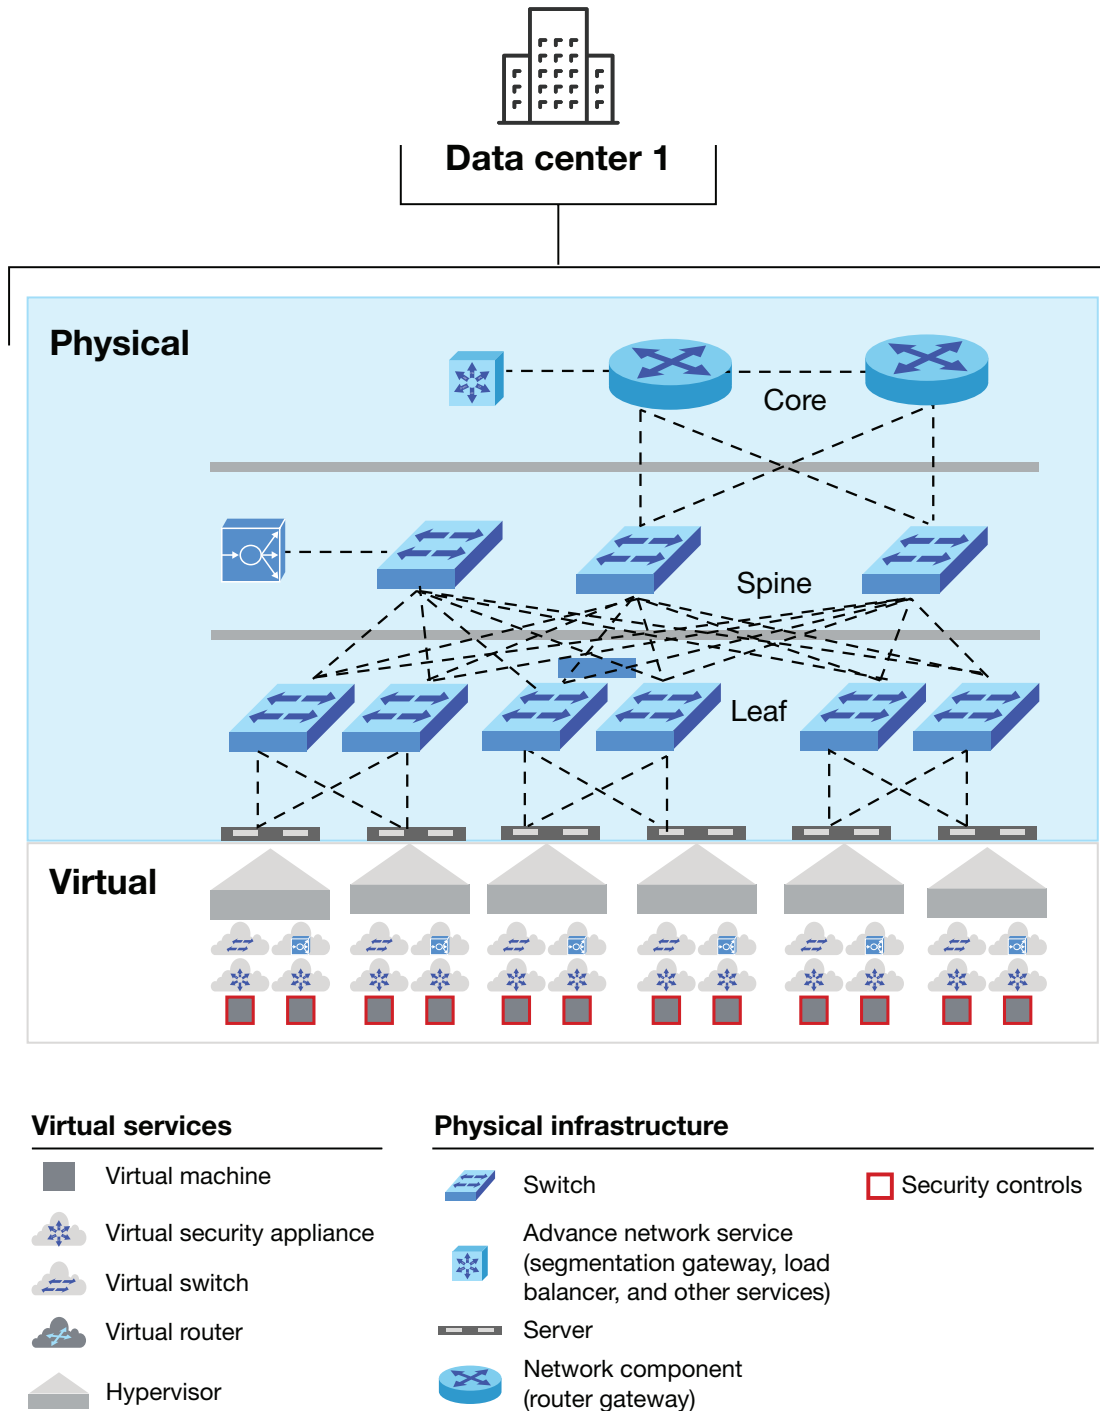 Data center 1
Physical
Core
Spine
Leaf
Virtual
Virtual services
Virtual machine
Virtual security appliance
Virtual switch
Virtual router
Hypervisor
Physical infrastructure
Switch
Advance network service
(segmentation gateway, load
balancer, and other services)
Server
Network component
(router gateway)
Security controls